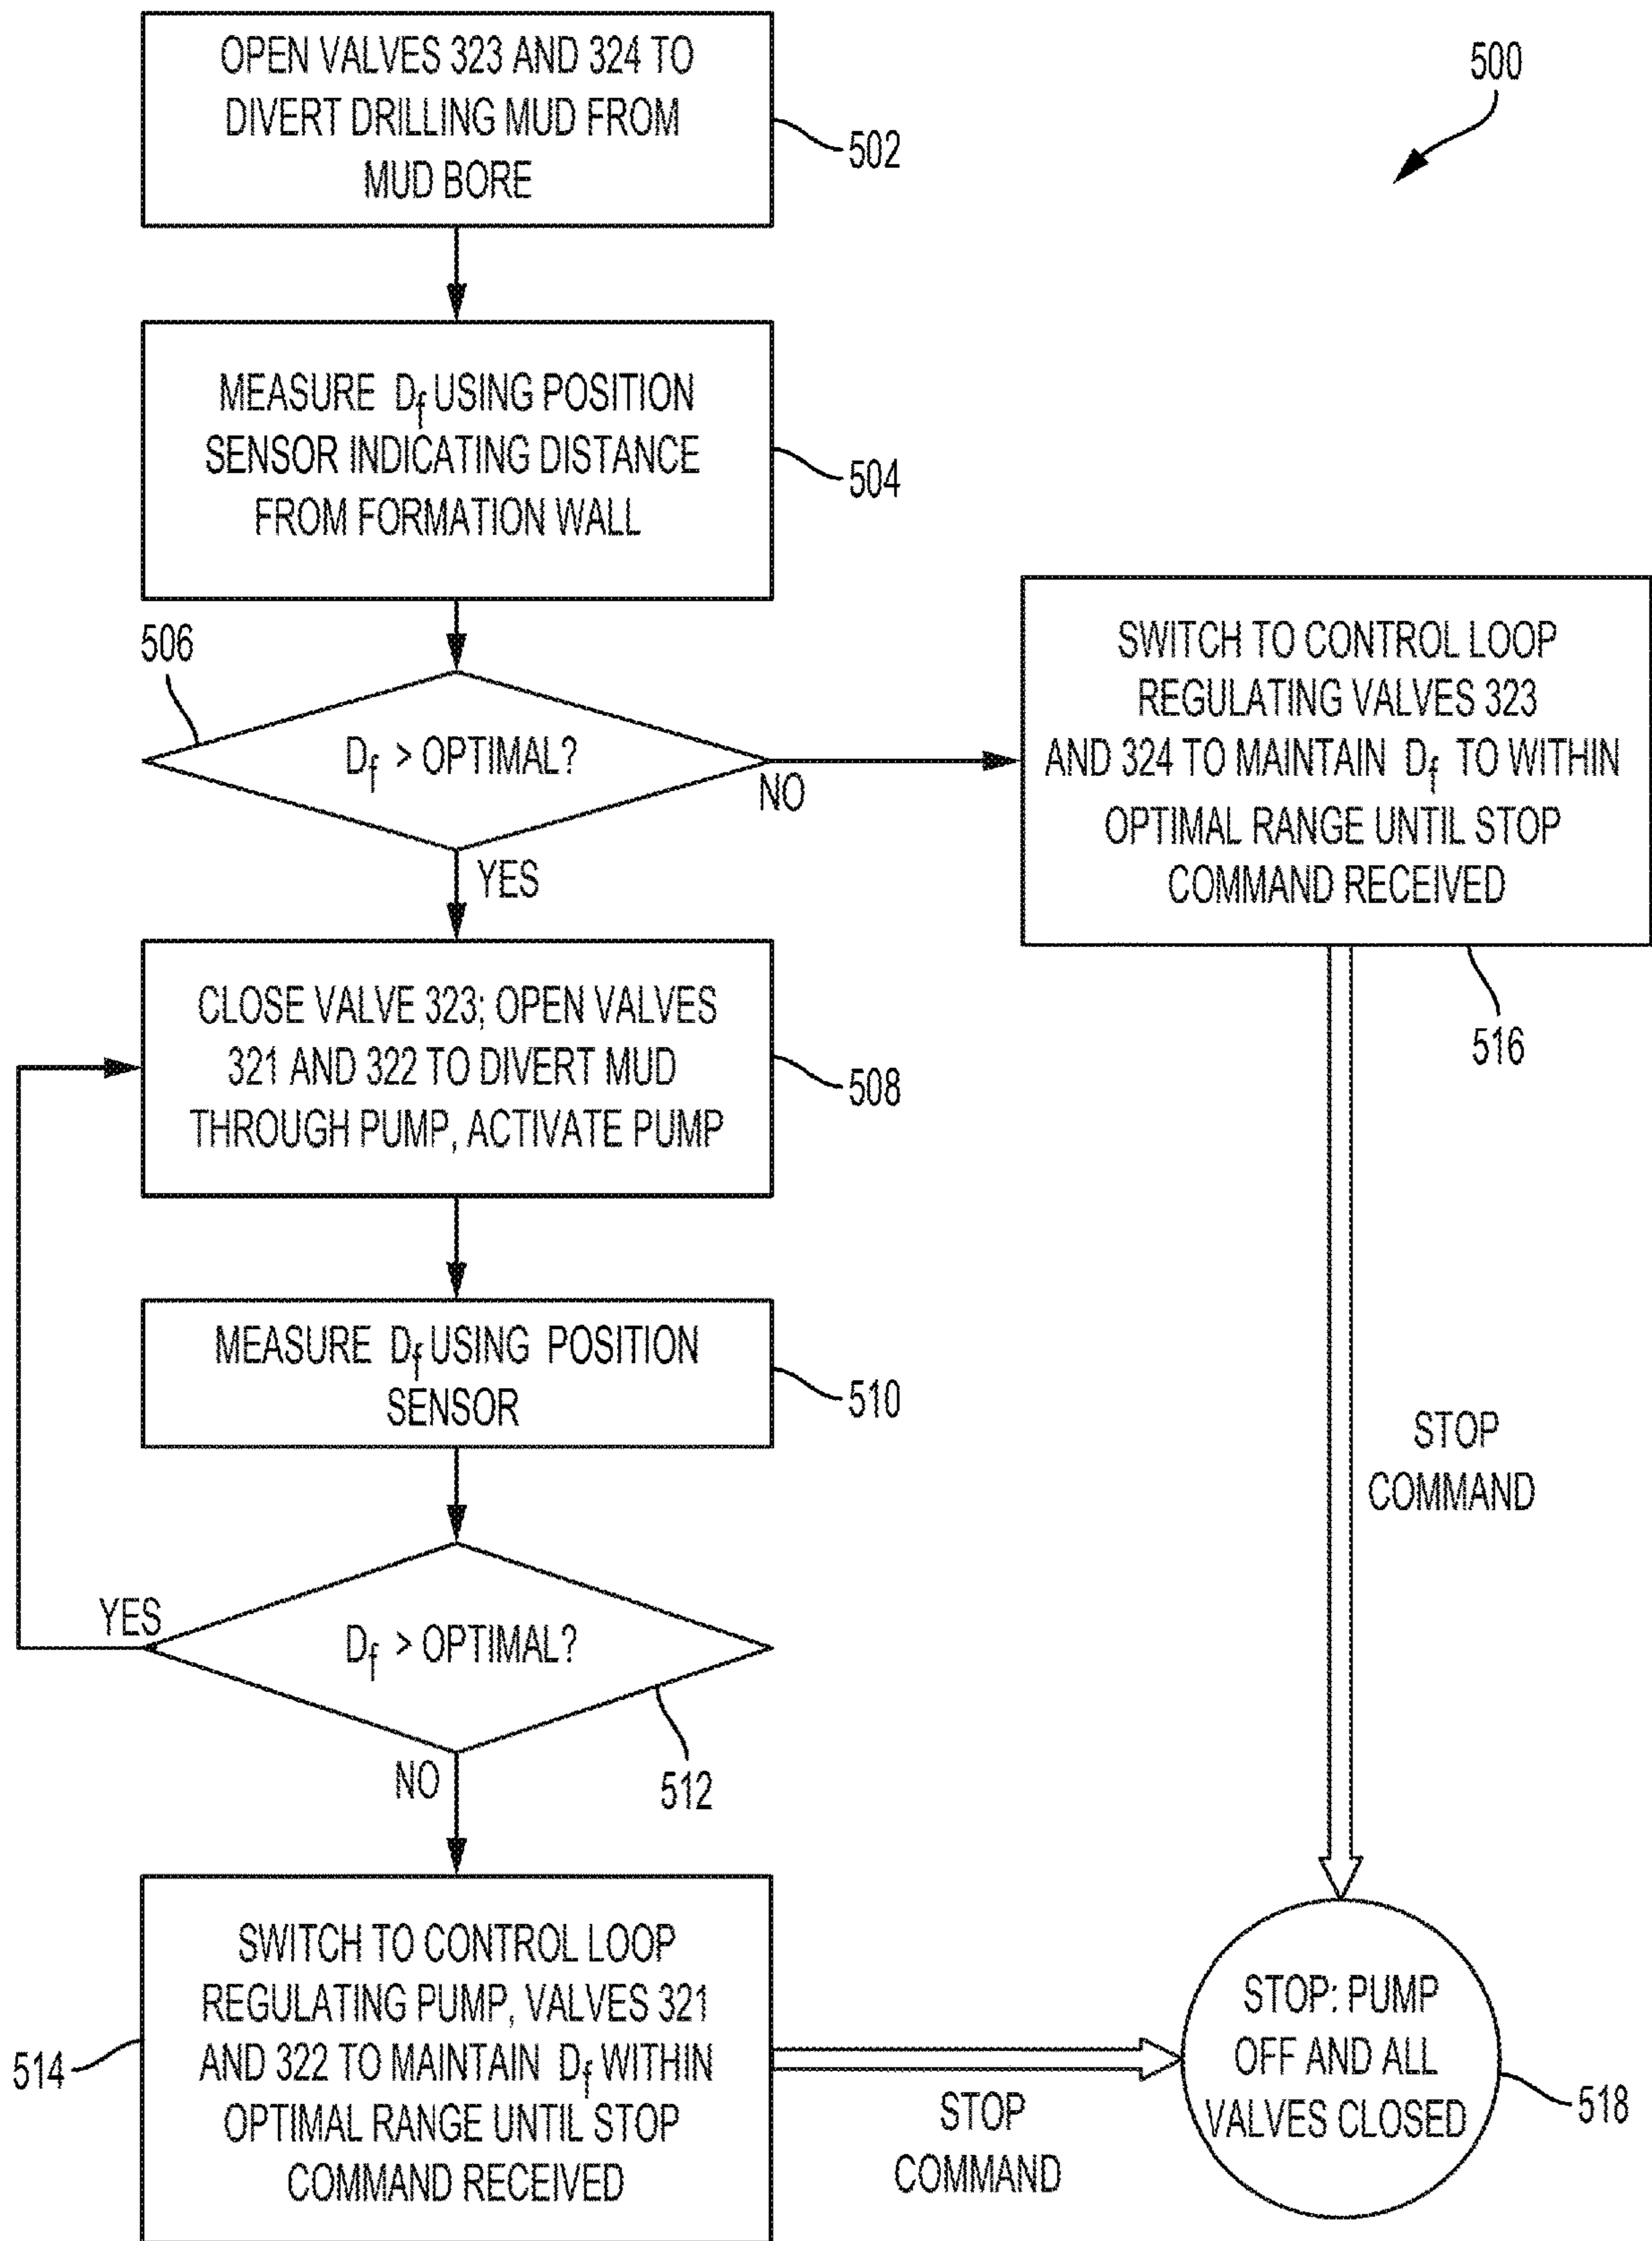 OPEN VALVES 323 AND 324 TO
DIVERT DRILLING MUD FROM
MUD BORE
502
500
MEASURE Df USING POSITION
SENSOR INDICATING DISTANCE
FROM FORMATION WALL
504
506
Df > OPTIMAL?
NO
YES
SWITCH TO CONTROL LOOP
REGULATING VALVES 323
AND 324 TO MAINTAIN Df TO WITHIN
OPTIMAL RANGE UNTIL STOP
COMMAND RECEIVED
516
CLOSE VALVE 323; OPEN VALVES
321 AND 322 TO DIVERT MUD
THROUGH PUMP, ACTIVATE PUMP
508
MEASURE Df USING POSITION
SENSOR
510
STOP
COMMAND
YES
Df > OPTIMAL?
512
NO
SWITCH TO CONTROL LOOP
REGULATING PUMP, VALVES 321
AND 322 TO MAINTAIN Df WITHIN
OPTIMAL RANGE UNTIL STOP
COMMAND RECEIVED
514
STOP
COMMAND
STOP: PUMP
OFF AND ALL
VALVES CLOSED
518